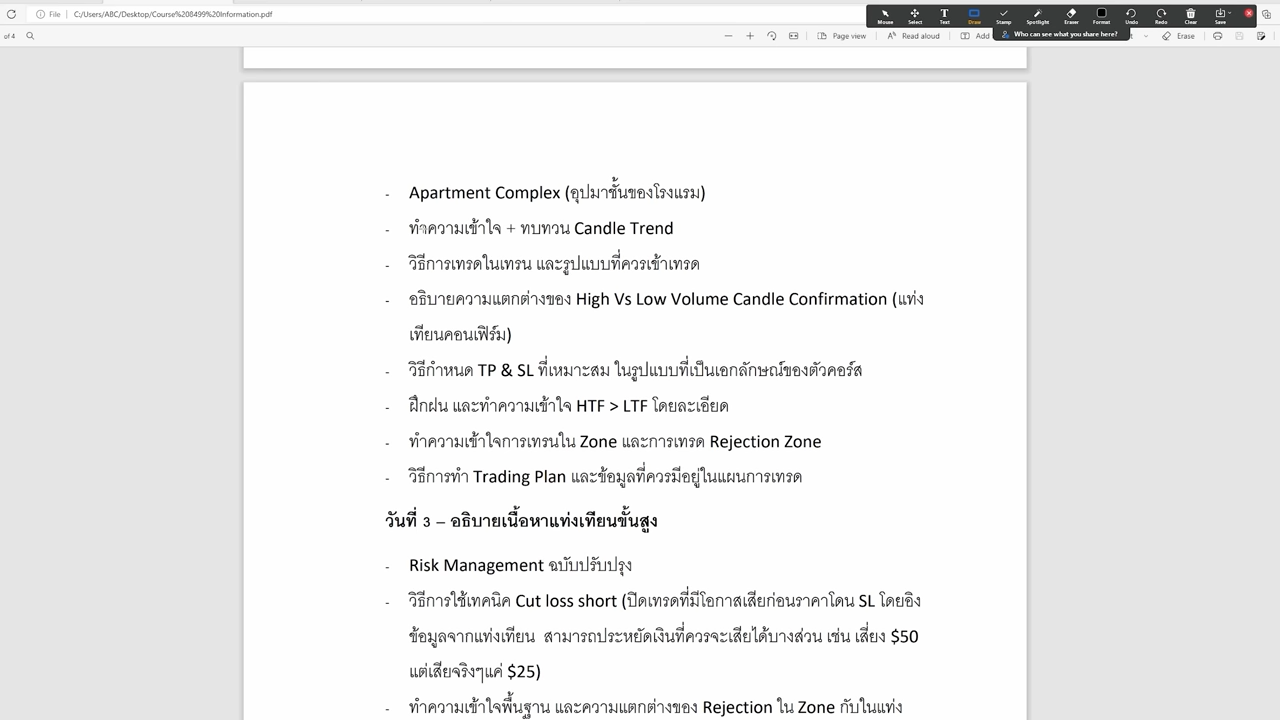 File
C:/Users/ABC/Desktop/Course%208499%20Information.pdf
Mouse Select Text Draw Stamp Spotlight Eraser Format Undo Redo Clear Save
Who can see what you share here?
of 4
Page view
Read aloud
Add
Erase
- Apartment Complex (อุปมาชั้นของโรงแรม)
- ทำความเข้าใจ + ทบทวน Candle Trend
- วิธีการเทรดในเทรน และรูปแบบที่ควรเข้าเทรด
- อธิบายความแตกต่างของ High Vs Low Volume Candle Confirmation (แท่ง
เทียนคอนเฟิร์ม)
- วิธีกำหนด TP & SL ที่เหมาะสม ในรูปแบบที่เป็นเอกลักษณ์ของตัวคอร์ส
- ฝึกฝน และทำความเข้าใจ HTF > LTF โดยละเอียด
- ทำความเข้าใจการเทรนใน Zone และการเทรด Rejection Zone
- วิธีการทำ Trading Plan และข้อมูลที่ควรมีอยู่ในแผนการเทรด
วันที่ 3 – อธิบายเนื้อหาแท่งเทียนขั้นสูง
- Risk Management ฉบับปรับปรุง
- วิธีการใช้เทคนิค Cut loss short (ปิดเทรดที่มีโอกาสเสียก่อนราคาโดน SL โดยอิง
ข้อมูลจากแท่งเทียน สามารถประหยัดเงินที่ควรจะเสียได้บางส่วน เช่น เสี่ยง $50
แต่เสียจริงๆแค่ $25)
- ทำความเข้าใจพื้นฐาน และความแตกต่างของ Rejection ใน Zone กับในแท่ง